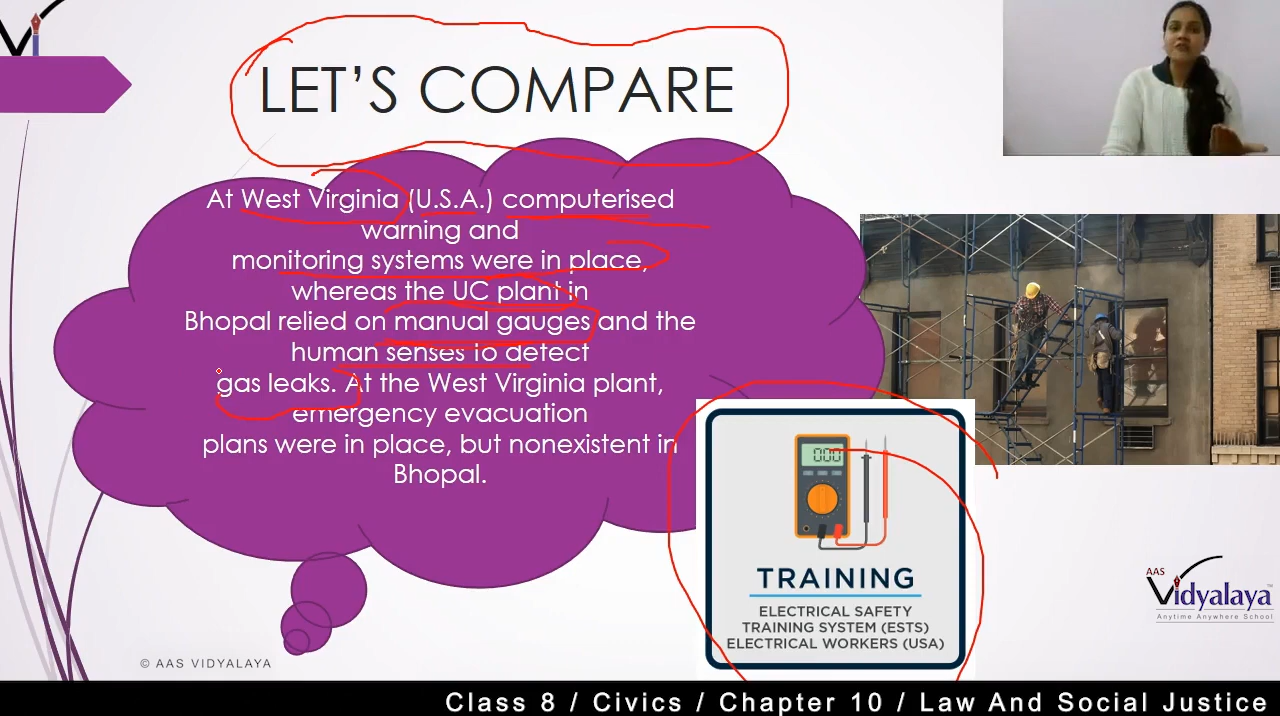 LET’S COMPARE
At West Virginia (U.S.A.) computerised
warning and
monitoring systems were in place,
whereas the UC plant in
Bhopal relied on manual gauges and the
human senses to detect
gas leaks. At the West Virginia plant,
emergency evacuation
plans were in place, but nonexistent in
Bhopal.
000
TRAINING
ELECTRICAL SAFETY
TRAINING SYSTEM (ESTS)
ELECTRICAL WORKERS (USA)
AAS
Vidyalaya
Anytime Anywhere School
© AAS VIDYALAYA
Class 8 / Civics / Chapter 10 / Law And Social Justice